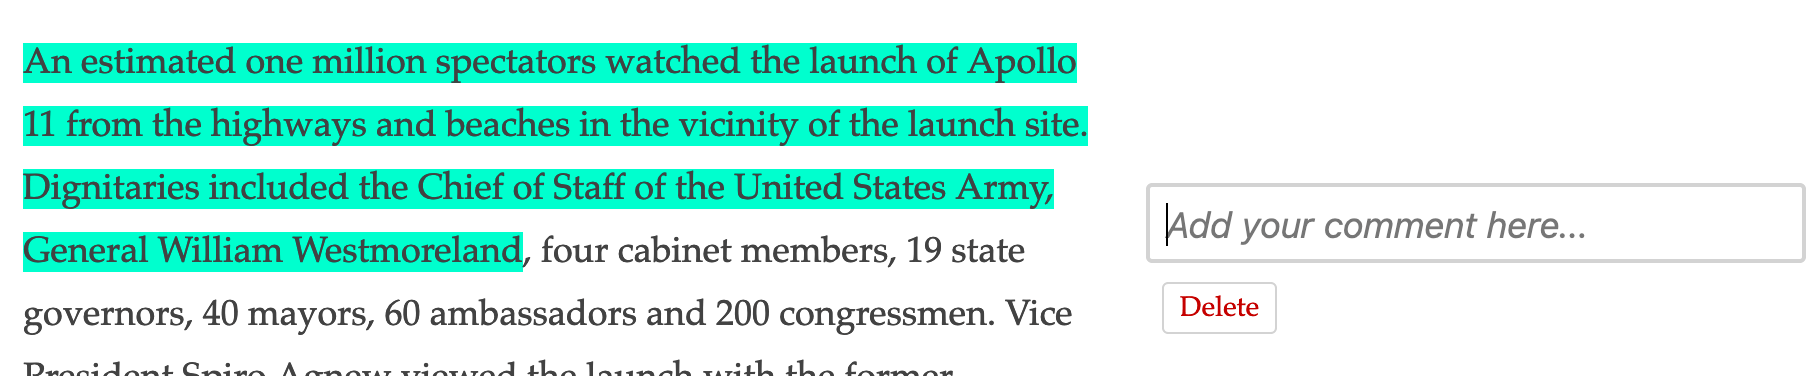 An estimated one million spectators watched the launch of Apollo
11 from the highways and beaches in the vicinity of the launch site.
Dignitaries included the Chief of Staff of the United States Army,
General William Westmoreland, four cabinet members, 19 state
governors, 40 mayors, 60 ambassadors and 200 congressmen. Vice
President Spiro Agnew viewed the launch with the former
Add your comment here...
Delete